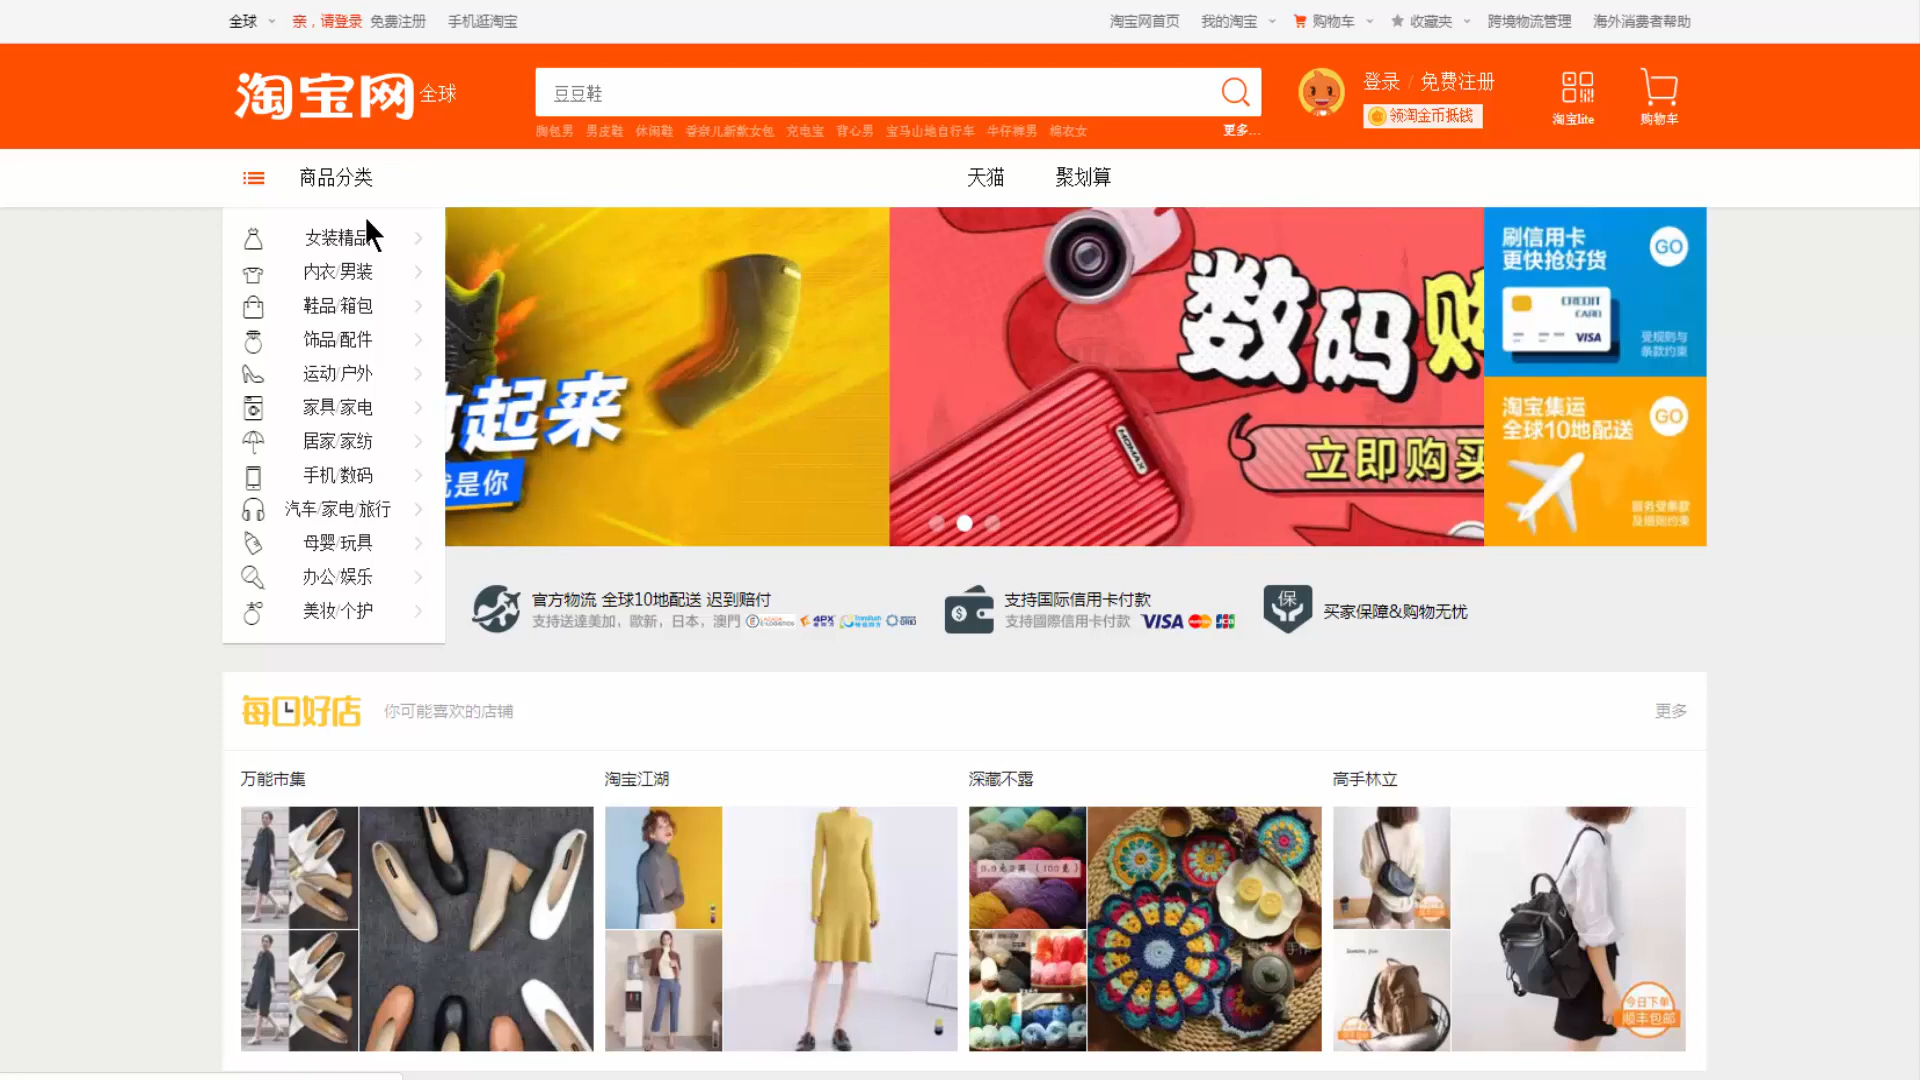 全球
亲，请登录 免费注册 手机逛淘宝
淘宝网首页 我的淘宝 购物车 收藏夹 跨境物流管理 海外消费者帮助
淘宝网 全球
豆豆鞋
胸包男 男皮鞋 休闲鞋 香奈儿新款女包 充电宝 背心男 宝马山地自行车 牛仔裤男 棉衣女
更多...
登录 / 免费注册
领淘金币抵钱
淘宝lite
购物车
商品分类
天猫 聚划算
女装精品
内衣/男装
鞋品/箱包
饰品/配件
运动/户外
家具/家电
居家/家纺
手机/数码
汽车/家电/旅行
母婴/玩具
办公/娱乐
美妆/个护
起来
是你
数码购
MOMAX
立即购买
刷信用卡
更快抢好货
GO
CREDIT
CARD
VISA
受规则与
条款约束
淘宝集运
全球10地配送
GO
服务受条款
及细则约束
官方物流 全球10地配送 迟到赔付
支持送達美加，歐新，日本，澳門
4PX
支持国际信用卡付款
支持國際信用卡付款 VISA
保
买家保障&购物无忧
每日好店 你可能喜欢的店铺
更多
万能市集
淘宝江湖
深藏不露
高手林立
今日下单
顺丰包邮